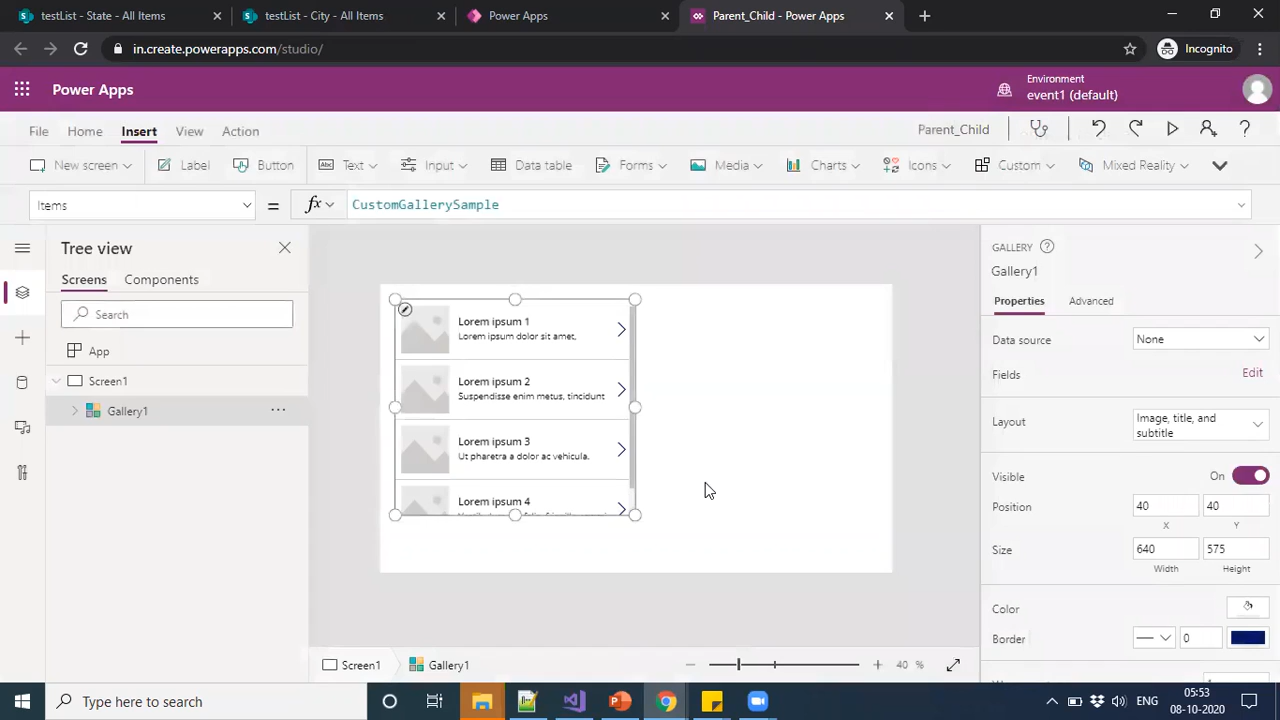 testList - State - All Items
testList - City - All Items
Power Apps
Parent_Child - Power Apps
in.create.powerapps.com/studio/
Incognito
Power Apps
Environment
event1 (default)
File Home Insert View Action
Parent_Child
New screen Label Button Text Input Data table Forms Media Charts Icons Custom Mixed Reality
Items = fx CustomGallerySample
Tree view
Screens Components
Search
App
Screen1
Gallery1
Lorem ipsum 1
Lorem ipsum dolor sit amet,
Lorem ipsum 2
Suspendisse enim metus, tincidunt
Lorem ipsum 3
Ut pharetra a dolor ac vehicula.
Lorem ipsum 4
GALLERY
Gallery1
Properties Advanced
Data source None
Fields Edit
Layout Image, title, and subtitle
Visible On
Position 40 40
X Y
Size 640 575
Width Height
Color
Border 0
Screen1 Gallery1
40 %
Type here to search
ENG
05:53
08-10-2020